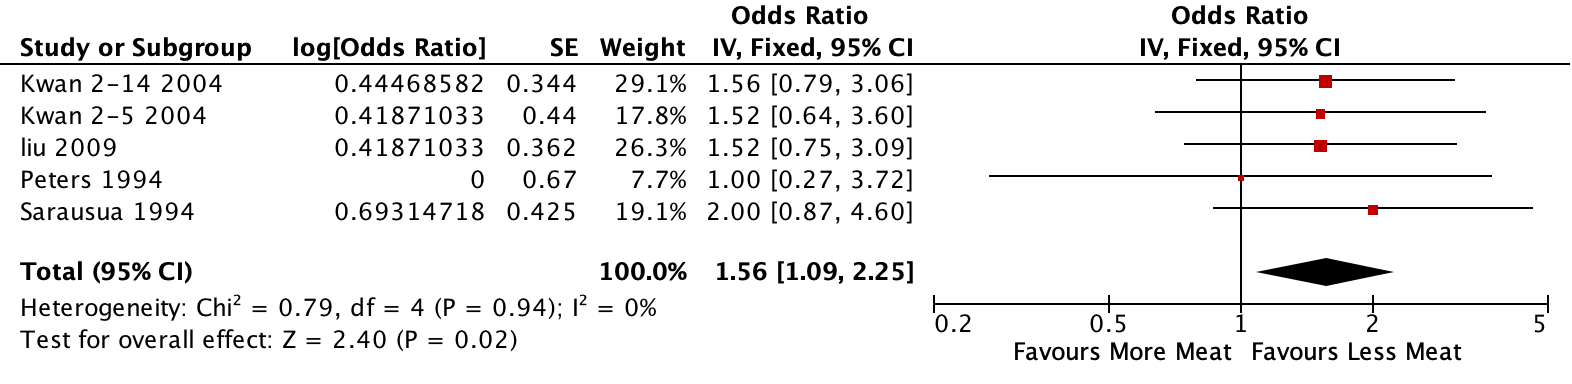 Odds Ratio Odds Ratio
Study or Subgroup log[Odds Ratio] SE Weight IV, Fixed, 95% CI IV, Fixed, 95% CI
Kwan 2-14 2004 0.44468582 0.344 29.1% 1.56 [0.79, 3.06]
Kwan 2-5 2004 0.41871033 0.44 17.8% 1.52 [0.64, 3.60]
liu 2009 0.41871033 0.362 26.3% 1.52 [0.75, 3.09]
Peters 1994 0 0.67 7.7% 1.00 [0.27, 3.72]
Sarausua 1994 0.69314718 0.425 19.1% 2.00 [0.87, 4.60]
Total (95% CI) 100.0% 1.56 [1.09, 2.25]
Heterogeneity: Chi² = 0.79, df = 4 (P = 0.94); I² = 0%
Test for overall effect: Z = 2.40 (P = 0.02)
0.2 0.5 1 2 5
Favours More Meat Favours Less Meat